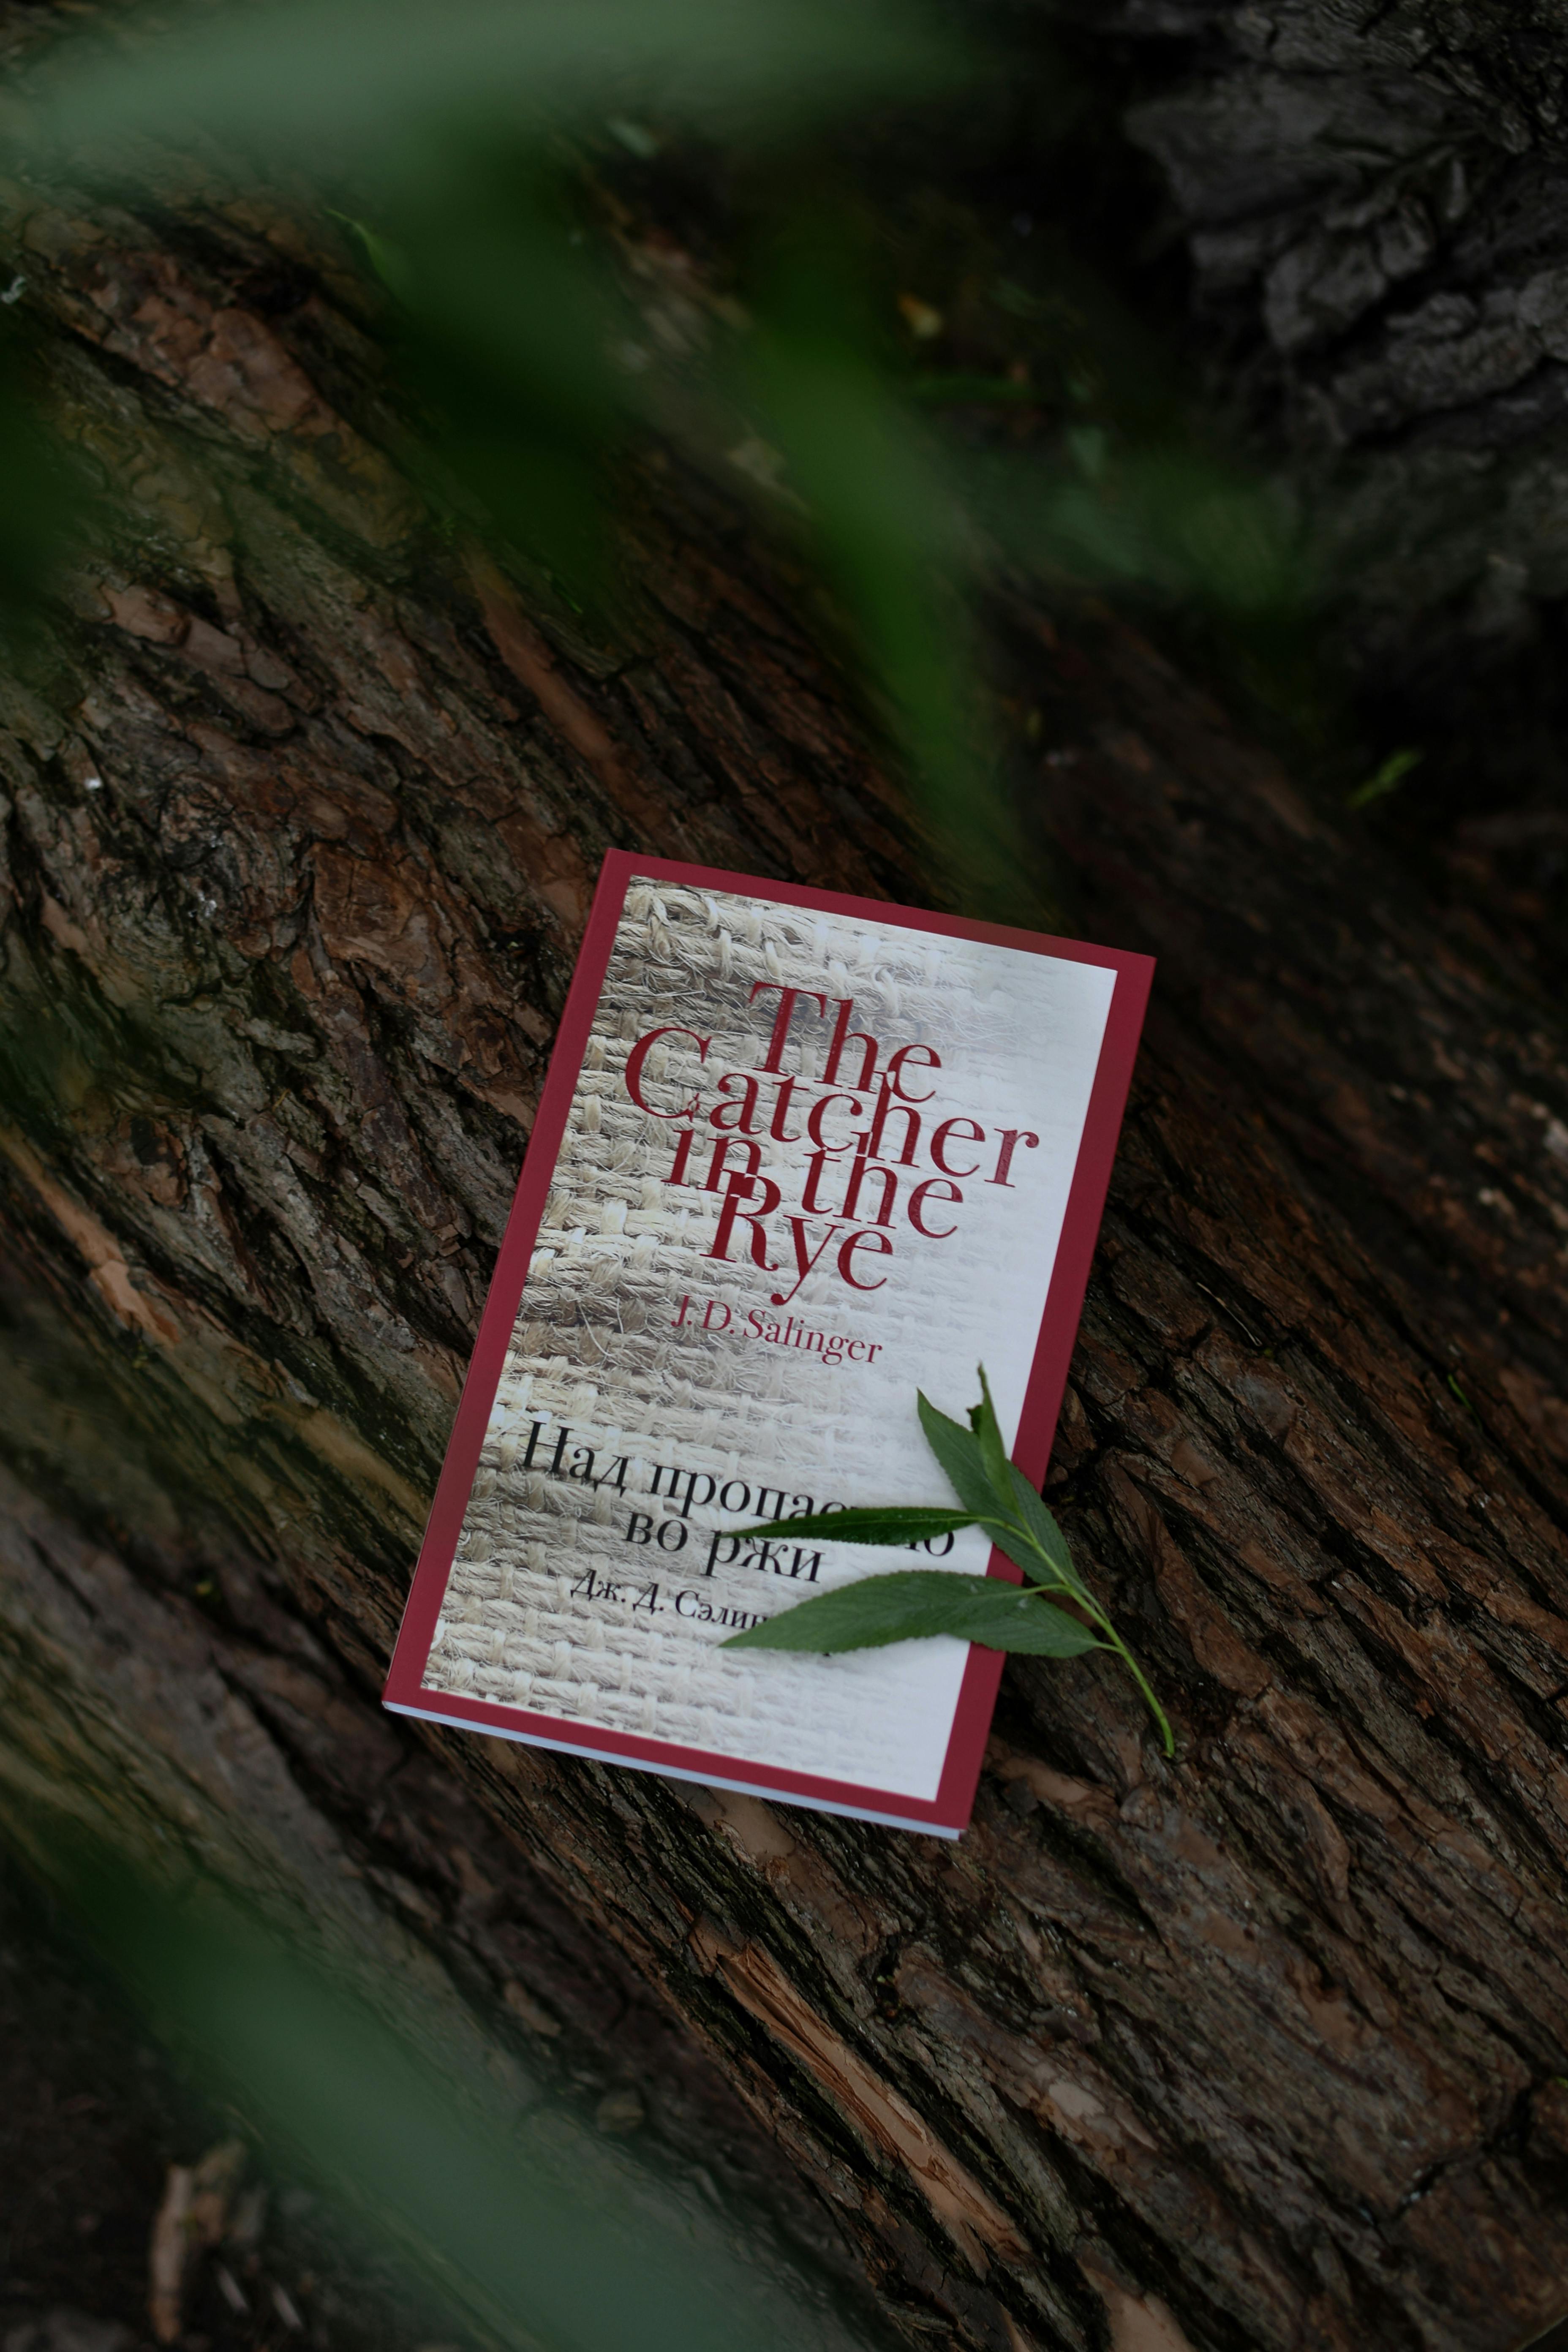 The
Catcher
in the
Rye
J. D. Salinger
Над
во ржи
Дж. Д.